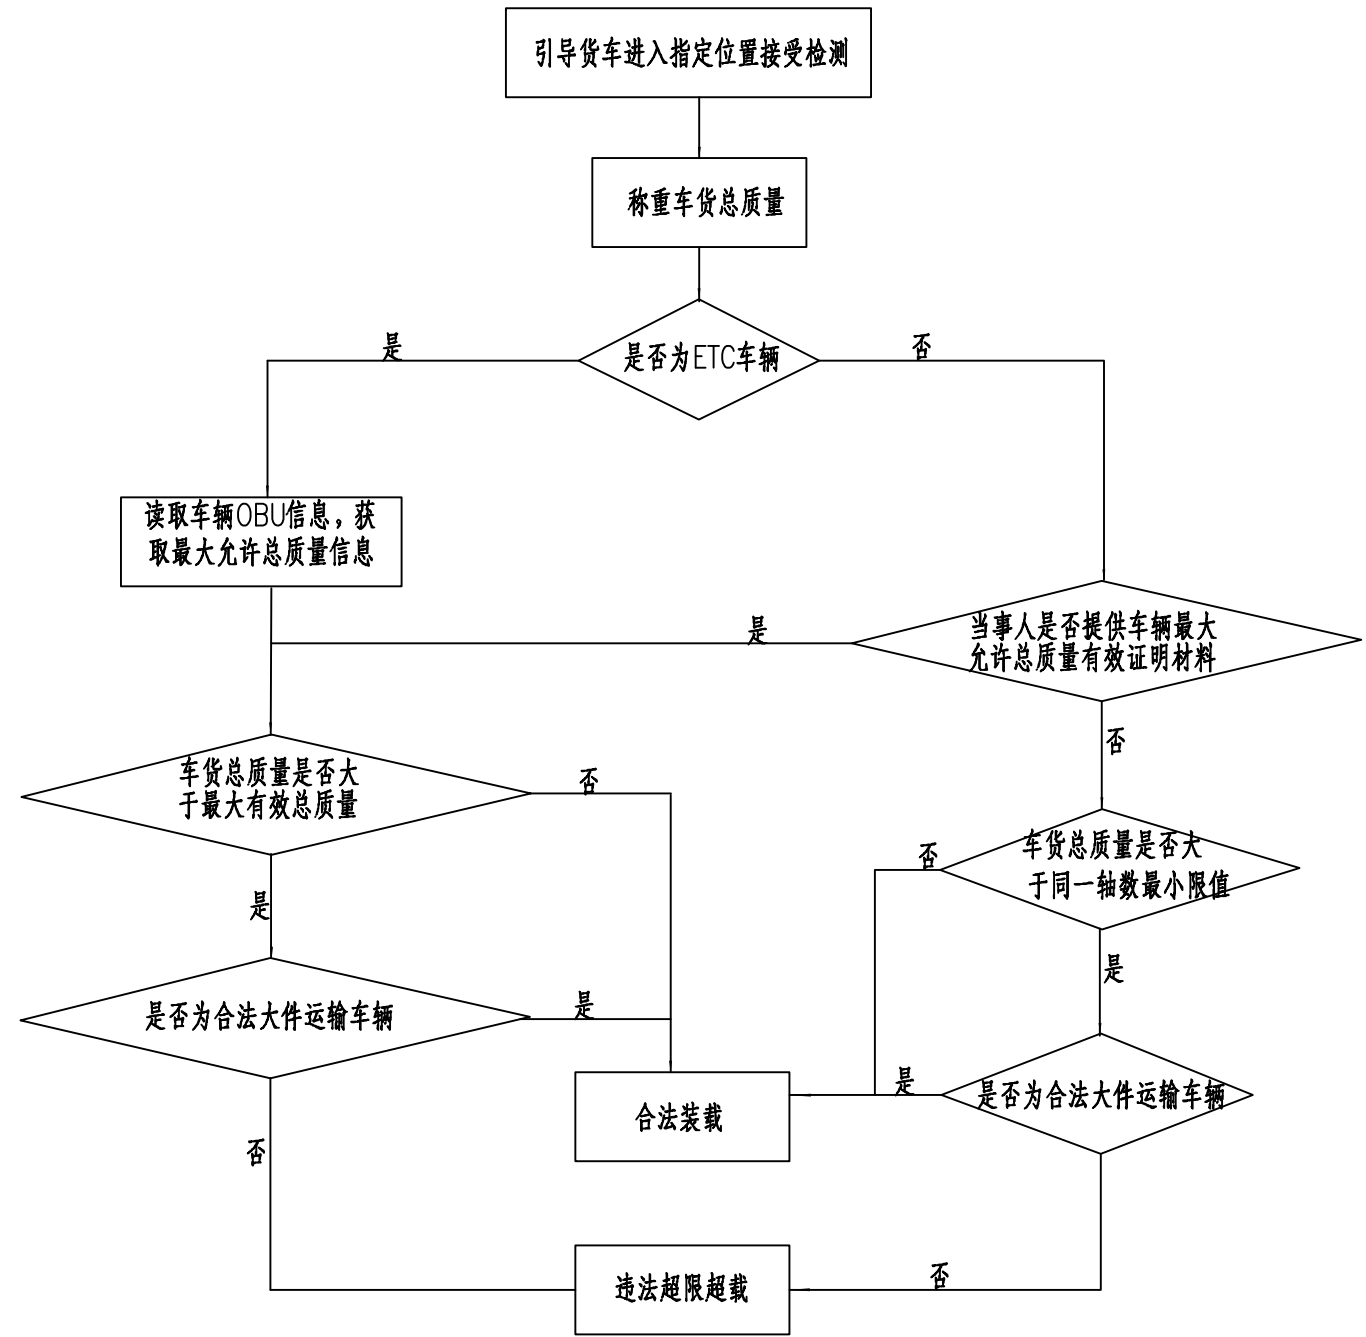 引导货车进入指定位置接受检测
称重车货总质量
是否为ETC车辆
是
否
读取车辆OBU信息，获
取最大允许总质量信息
当事人是否提供车辆最大
允许总质量有效证明材料
是
否
车货总质量是否大
于最大有效总质量
否
是
车货总质量是否大
于同一轴数最小限值
否
是
是否为合法大件运输车辆
是
否
是否为合法大件运输车辆
是
否
合法装载
违法超限超载